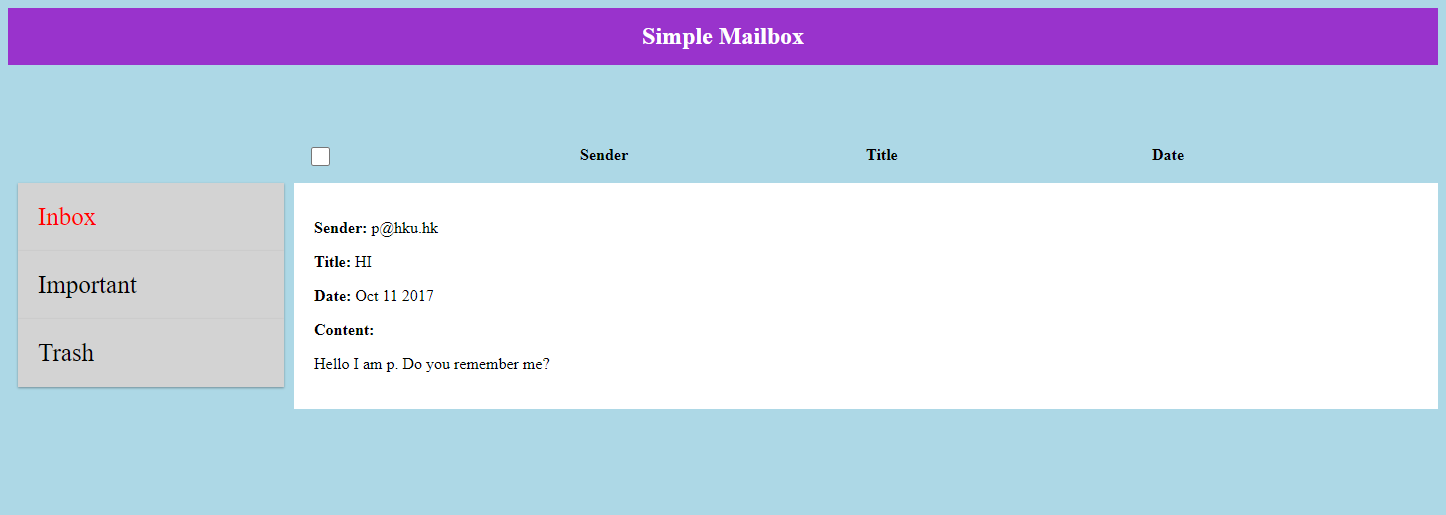 Simple Mailbox
Sender Title Date
Inbox
Important
Trash
Sender: p@hku.hk
Title: HI
Date: Oct 11 2017
Content:
Hello I am p. Do you remember me?